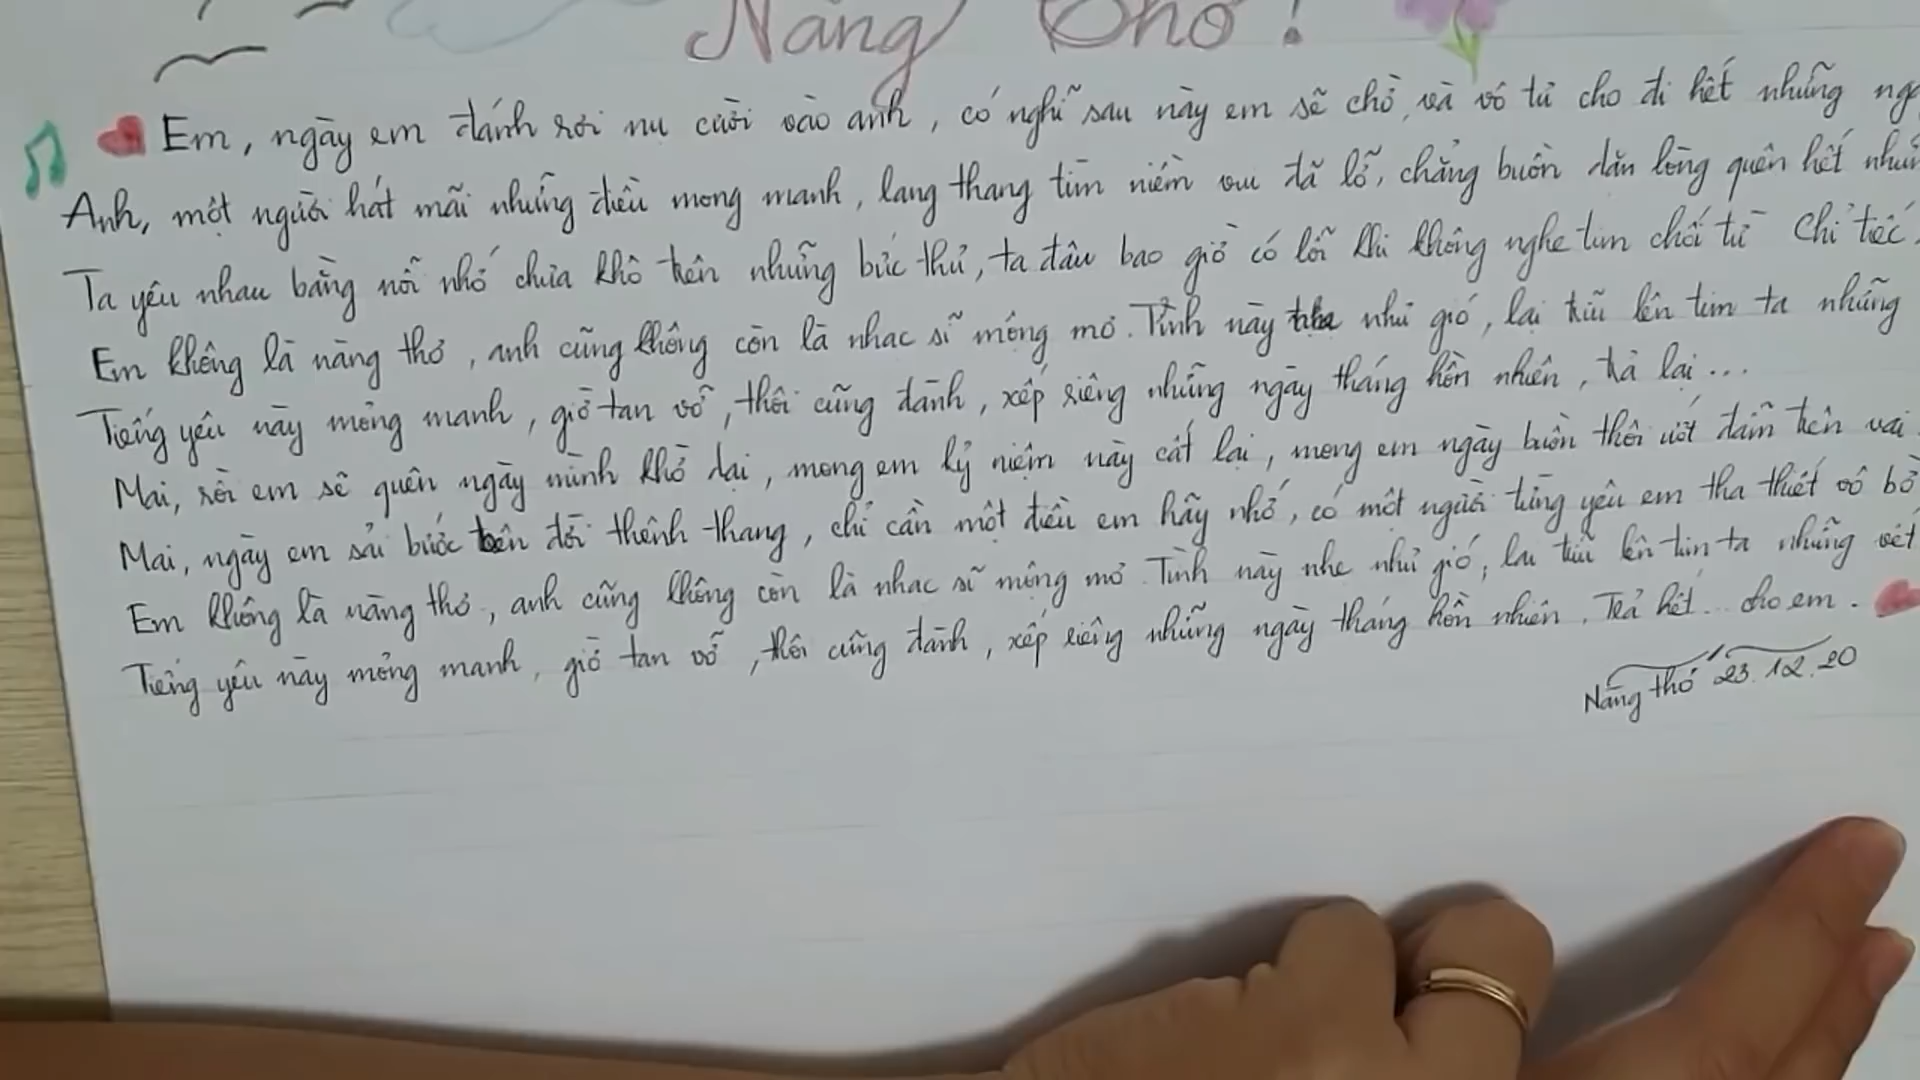 Nàng Thơ!
Em, ngày em đánh rơi nụ cười vào anh, có nghĩ sau này em sẽ chờ, và vô tư cho đi hết những
Anh, một người hát mãi những điều mong manh, lang thang tìm niềm vui đã lỡ, chẳng buồn dặn lòng quên hết
Ta yêu nhau bằng nỗi nhớ chưa khô trên những bức thư, ta đâu bao giờ có lỗi khi không nghe tim chối từ Chỉ tiếc
Em không là nàng thơ, anh cũng không còn là nhạc sĩ mộng mơ. Tình này như gió, lại trĩu lên tim ta những
Tiếng yêu này mỏng manh, giờ tan vỡ, thôi cũng đành, xếp riêng những ngày tháng hồn nhiên, trả lại...
Mai, rồi em sẽ quên ngày mình khờ dại, mong em kỷ niệm này cất lại, mong em ngày buồn thôi ướt đẫm trên vai
Mai, ngày em sải bước bên đời thênh thang, chỉ cần một điều em hãy nhớ, có một người từng yêu em tha thiết vô bờ
Em không là nàng thơ, anh cũng không còn là nhạc sĩ mộng mơ. Tình này nhẹ như gió, lại trĩu lên tim ta những vết
Tiếng yêu này mỏng manh, giờ tan vỡ, thôi cũng đành, xếp riêng những ngày tháng hồn nhiên. Trả hết... cho em.
Nàng thơ 23.12.20